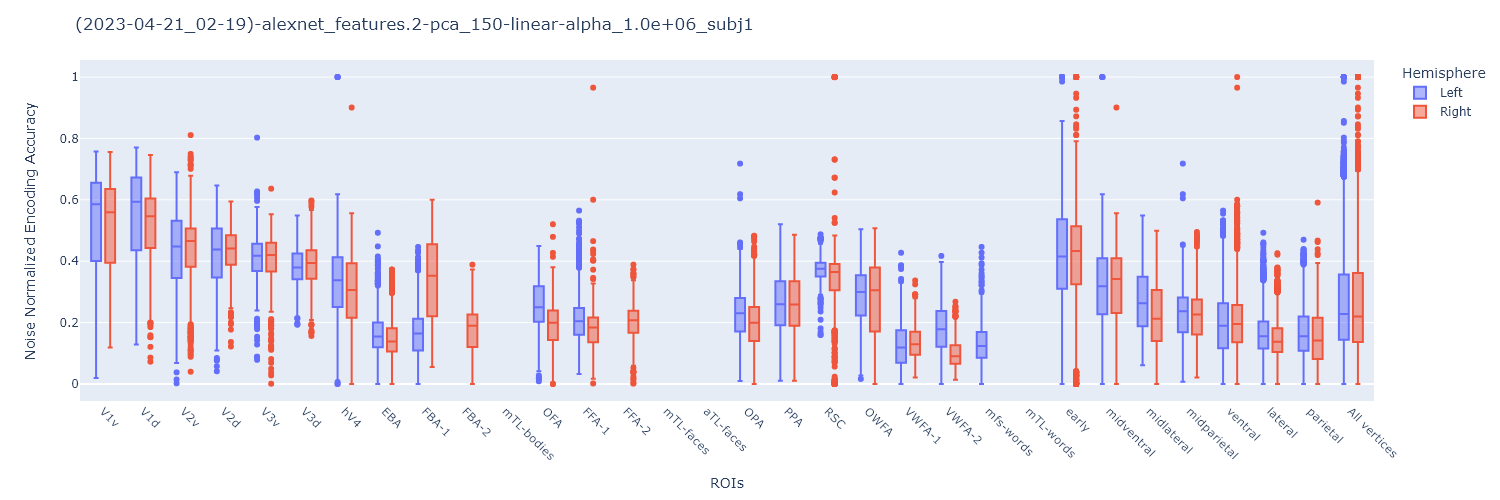 (2023-04-21_02-19)-alexnet_features.2-pca_150-linear-alpha_1.0e+06_subj1
Hemisphere
Left
Right
Noise Normalized Encoding Accuracy
1
0.8
0.6
0.4
0.2
0
V1v
V1d
V2v
V2d
V3v
V3d
hV4
EBA
FBA-1
FBA-2
mTL-bodies
OFA
FFA-1
FFA-2
mTL-faces
aTL-faces
OPA
PPA
RSC
OWFA
VWFA-1
VWFA-2
mfs-words
mTL-words
early
midventral
midlateral
midparietal
ventral
lateral
parietal
All vertices
ROIs